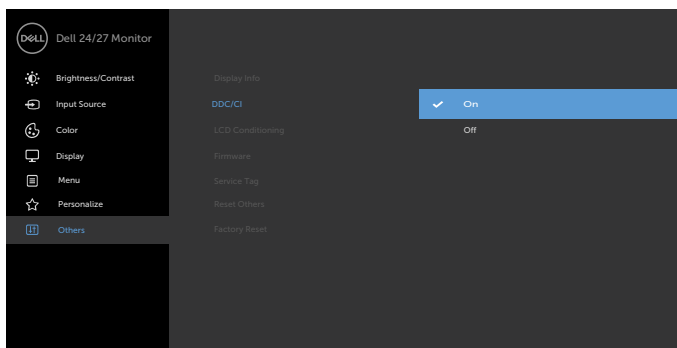 DELL Dell 24/27 Monitor
Brightness/Contrast
Input Source
Color
Display
Menu
Personalize
Others
Display Info
DDC/CI
LCD Conditioning
Firmware
Service Tag
Reset Others
Factory Reset
On
Off